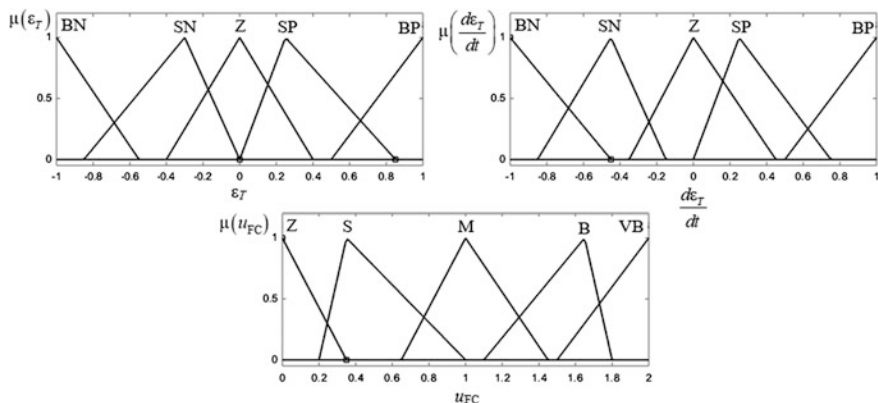 μ(ε_T) BN SN Z SP BP
1
0.5
0
-1 -0.8 -0.6 -0.4 -0.2 0 0.2 0.4 0.6 0.8 1
ε_T
μ(dε_T/dt) BN SN Z SP BP
1
0.5
0
-1 -0.8 -0.6 -0.4 -0.2 0 0.2 0.4 0.6 0.8 1
dε_T/dt
μ(u_FC) Z S M B VB
1
0.5
0
0 0.2 0.4 0.6 0.8 1 1.2 1.4 1.6 1.8 2
u_FC